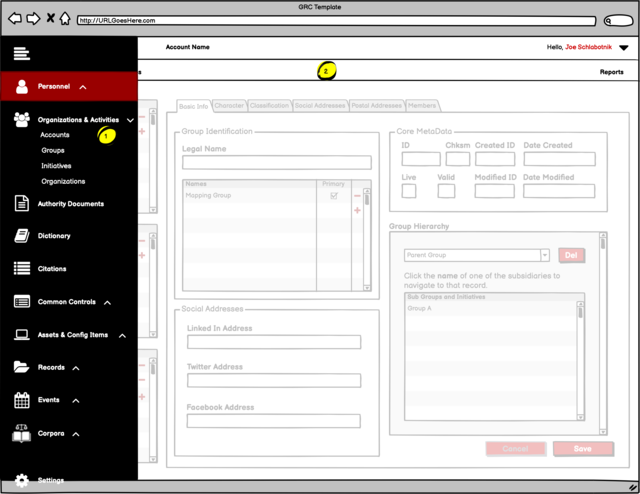 GRC Template
http://URLGoesHere.com
Account Name
Hello, Joe Schlabotnik
s
2
Reports
Personnel
Organizations & Activities
Accounts
1
Groups
Initiatives
Organizations
Authority Documents
Dictionary
Citations
Common Controls
Assets & Config Items
Records
Events
Corpora
Settings
Basic Info
Character
Classification
Social Addresses
Postal Addresses
Members
Group Identification
Legal Name
Names
Primary
Mapping Group
Social Addresses
Linked In Address
Twitter Address
Facebook Address
Core MetaData
ID
Chksm
Created ID
Date Created
Live
Valid
Modified ID
Date Modified
Group Hierarchy
Parent Group
Del
Click the name of one of the subsidiaries to
navigate to that record.
Sub Groups and Initiatives
Group A
Cancel
Save